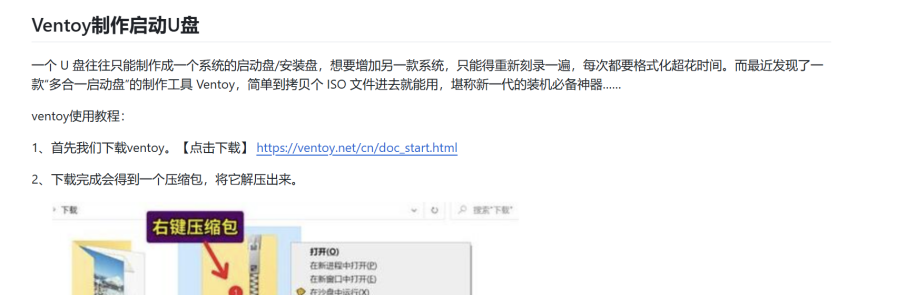 Ventoy制作启动U盘
一个 U 盘往往只能制作成一个系统的启动盘/安装盘，想要增加另一款系统，只能得重新刻录一遍，每次都要格式化超花时间。而最近发现了一
款“多合一启动盘”的制作工具 Ventoy，简单到拷贝个 ISO 文件进去就能用，堪称新一代的装机必备神器......
ventoy使用教程：
1、首先我们下载ventoy。【点击下载】 https://ventoy.net/cn/doc_start.html
2、下载完成会得到一个压缩包，将它解压出来。
下载
搜索"下载"
右键压缩包
打开(O)
在新进程中打开(P)
在新窗口中打开(E)
在沙盘中运行(X)
1